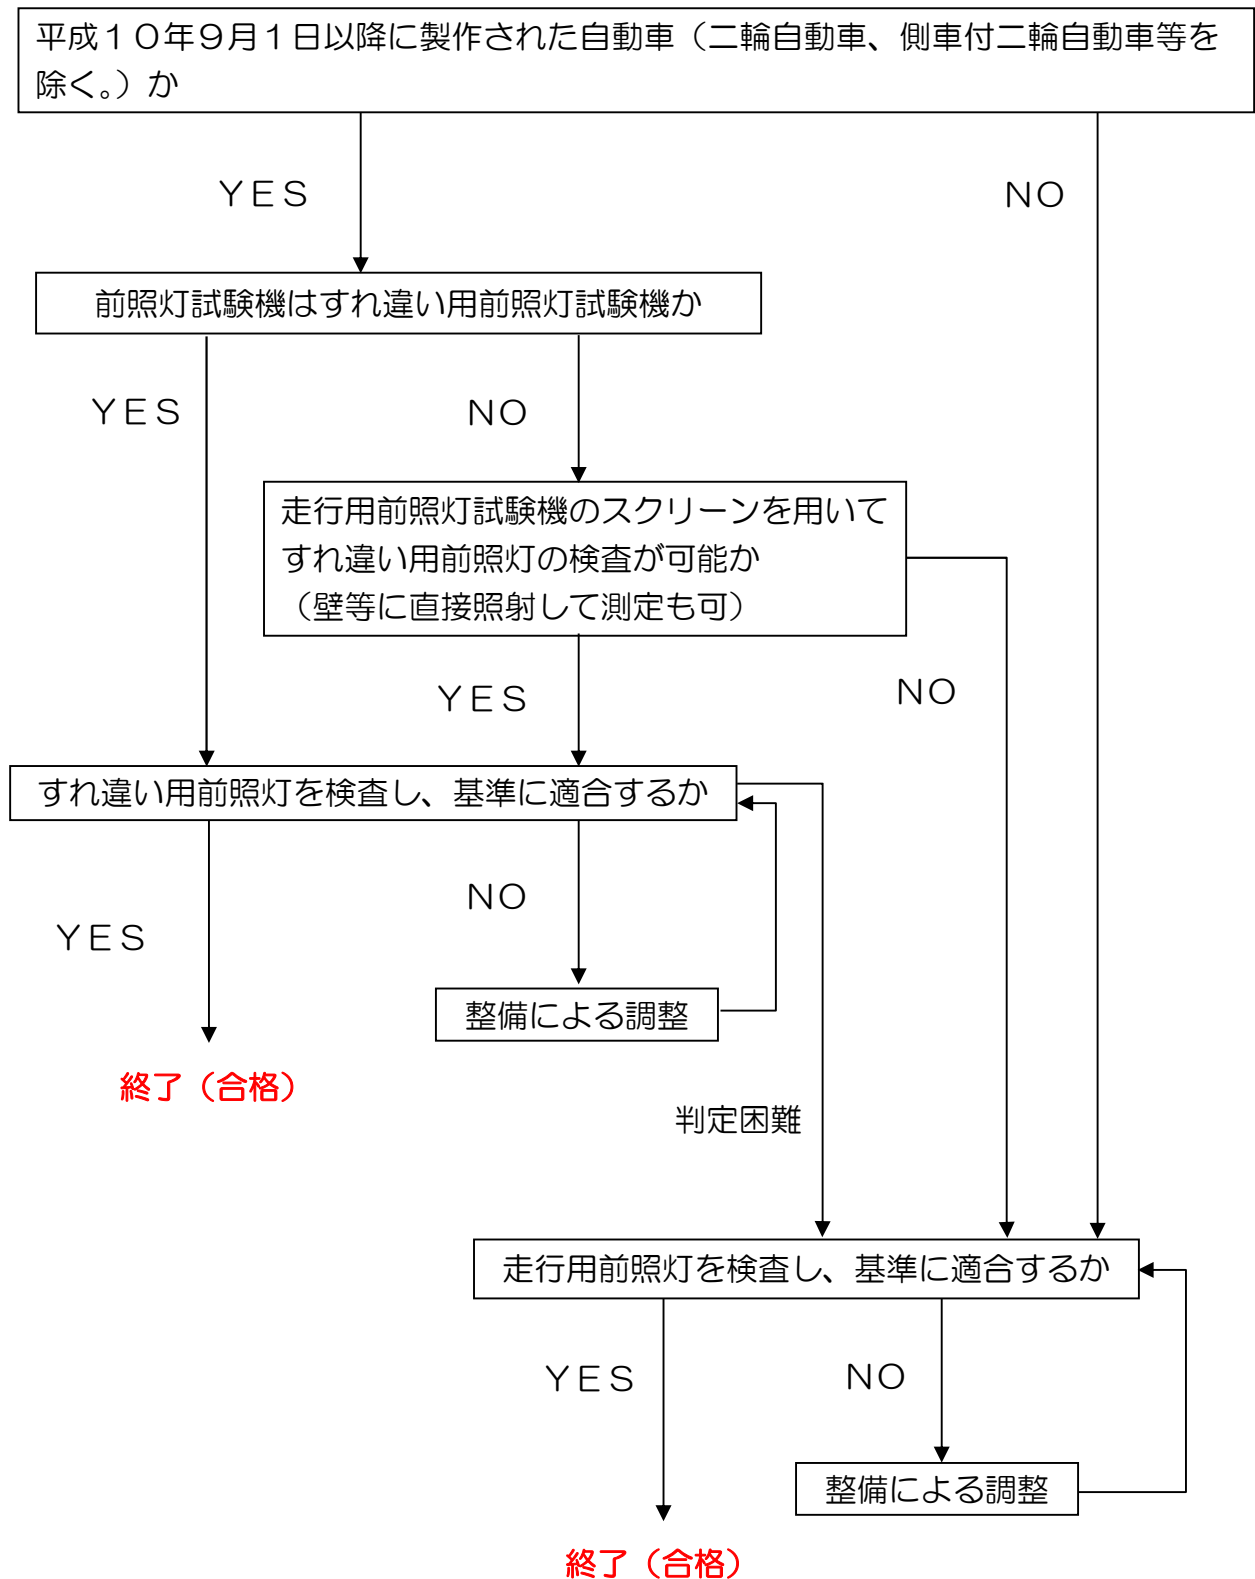 平成１０年９月１日以降に製作された自動車（二輪自動車、側車付二輪自動車等を
除く。）か
ＹＥＳ
ＮＯ
前照灯試験機はすれ違い用前照灯試験機か
ＹＥＳ
ＮＯ
走行用前照灯試験機のスクリーンを用いて
すれ違い用前照灯の検査が可能か
（壁等に直接照射して測定も可）
ＹＥＳ
ＮＯ
すれ違い用前照灯を検査し、基準に適合するか
ＹＥＳ
ＮＯ
整備による調整
終了（合格）
判定困難
走行用前照灯を検査し、基準に適合するか
ＹＥＳ
ＮＯ
整備による調整
終了（合格）